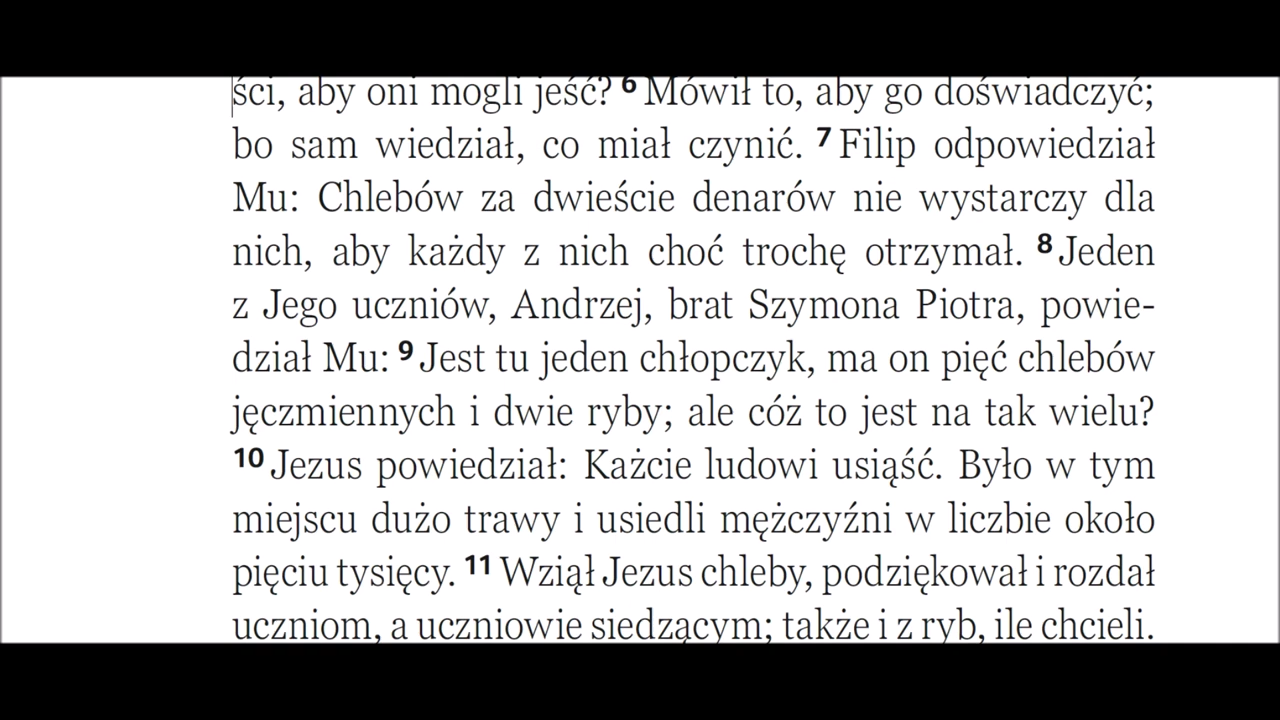 ści, aby oni mogli jeść? 6 Mówił to, aby go doświadczyć;
bo sam wiedział, co miał czynić. 7 Filip odpowiedział
Mu: Chlebów za dwieście denarów nie wystarczy dla
nich, aby każdy z nich choć trochę otrzymał. 8 Jeden
z Jego uczniów, Andrzej, brat Szymona Piotra, powie-
dział Mu: 9 Jest tu jeden chłopczyk, ma on pięć chlebów
jęczmiennych i dwie ryby; ale cóż to jest na tak wielu?
10 Jezus powiedział: Każcie ludowi usiąść. Było w tym
miejscu dużo trawy i usiedli mężczyźni w liczbie około
pięciu tysięcy. 11 Wziął Jezus chleby, podziękował i rozdał
uczniom, a uczniowie siedzącym; także i z ryb, ile chcieli.